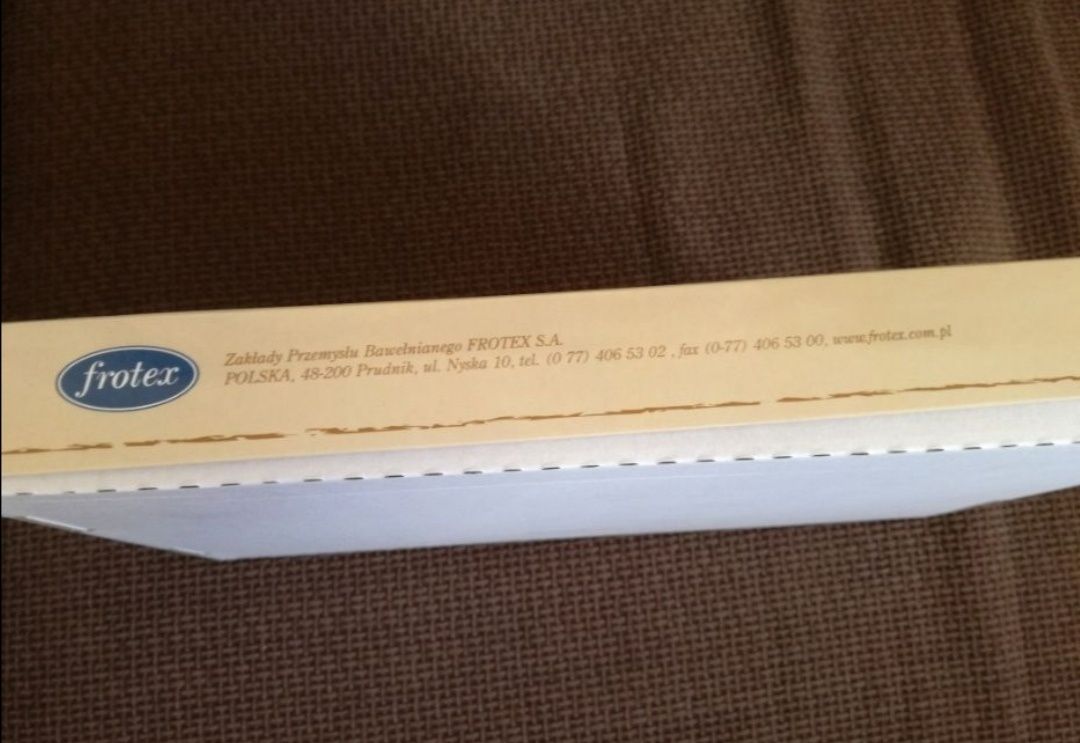 frotex
Zakłady Przemysłu Bawełnianego FROTEX S.A.
POLSKA, 48-200 Prudnik, ul. Nyska 10, tel. (0 77) 406 53 02 , fax (0-77) 406 53 00, www.frotex.com.pl